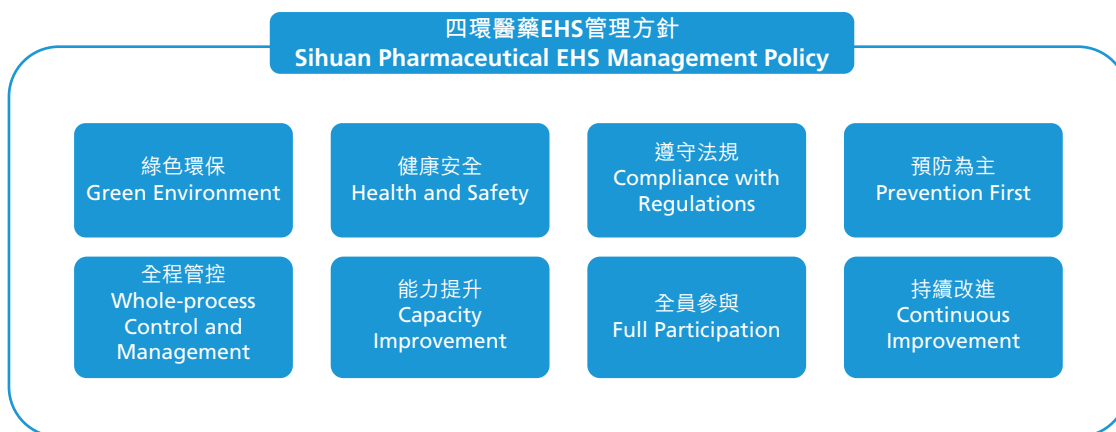 四環醫藥EHS管理方針
Sihuan Pharmaceutical EHS Management Policy
綠色環保
Green Environment
健康安全
Health and Safety
遵守法規
Compliance with
Regulations
預防為主
Prevention First
全程管控
Whole-process
Control and
Management
能力提升
Capacity
Improvement
全員參與
Full Participation
持續改進
Continuous
Improvement